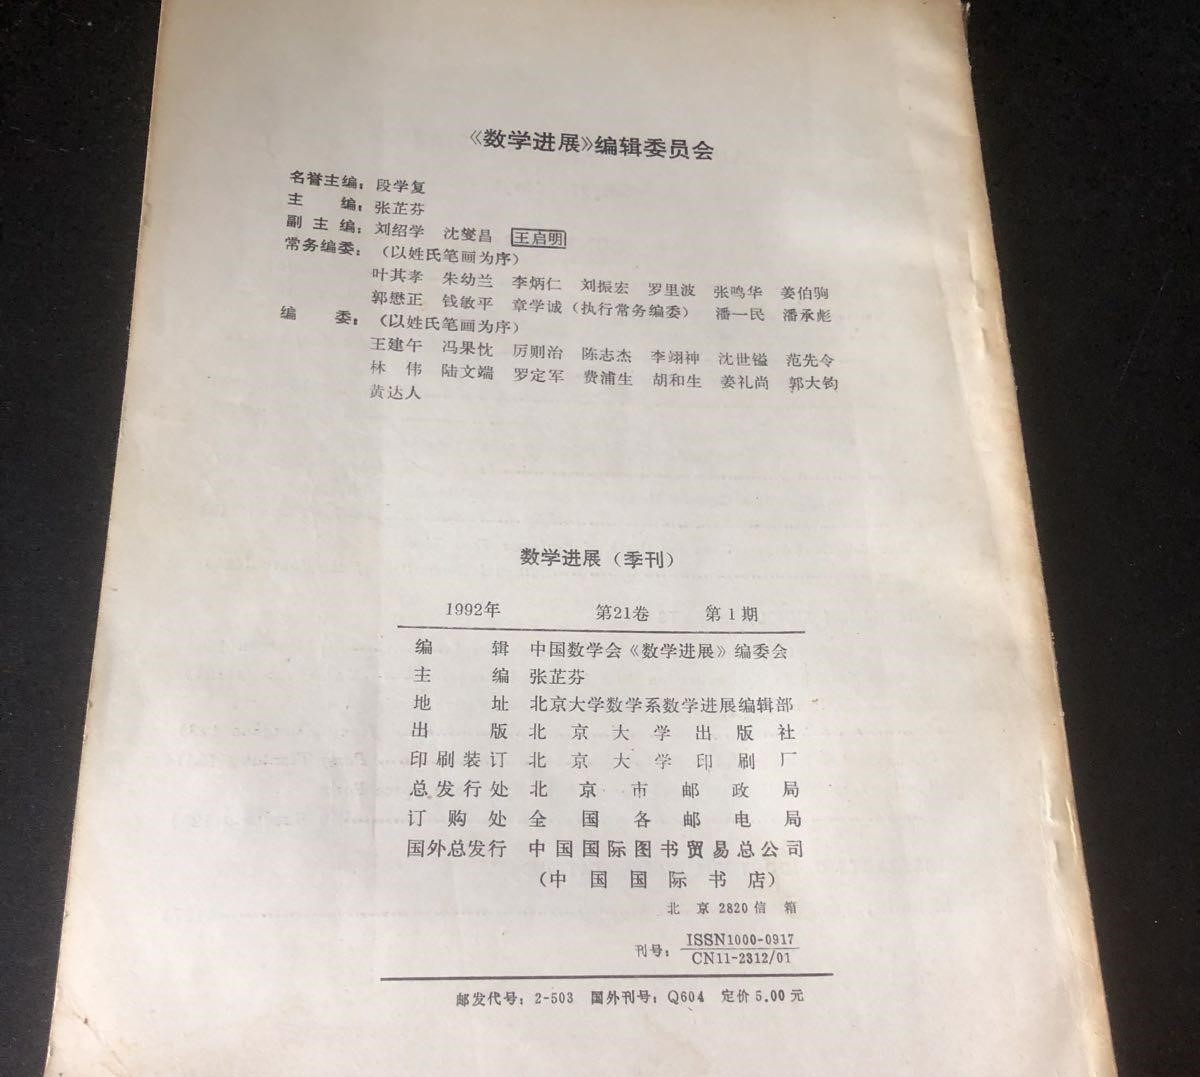 《数学进展》编辑委员会
名誉主编：段学复
主 编：张芷芬
副主编：刘绍学 沈燮昌 王启明
常务编委：（以姓氏笔画为序）
叶其孝 朱幼兰 李炳仁 刘振宏 罗里波 张鸣华 姜伯驹
郭懋正 钱敏平 章学诚（执行常务编委） 潘一民 潘承彪
编 委：（以姓氏笔画为序）
王建午 冯果忱 厉则治 陈志杰 李翊神 沈世镒 范先令
林 伟 陆文端 罗定军 费浦生 胡和生 姜礼尚 郭大钧
黄达人
数学进展（季刊）
1992年 第21卷 第1期
编 辑 中国数学会《数学进展》编委会
主 编 张芷芬
地 址 北京大学数学系数学进展编辑部
出 版 北京大学出版社
印刷装订 北京大学印刷厂
总发行处 北京市邮政局
订购处 全国各邮电局
国外总发行 中国国际图书贸易总公司
（中国国际书店）
北京2820信箱
刊号：ISSN1000-0917
CN11-2312/01
邮发代号：2-503 国外刊号：Q604 定价5.00元